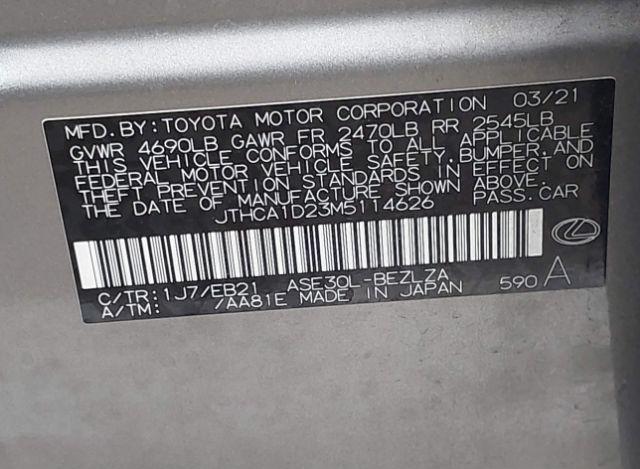 MFD. BY: TOYOTA MOTOR CORPORATION 03/21
GVWR 4690LB GAWR FR 2470LB RR 2545LB
THIS VEHICLE CONFORMS TO ALL APPLICABLE
FEDERAL MOTOR VEHICLE SAFETY, BUMPER, AND
THEFT PREVENTION STANDARDS IN EFFECT ON
THE DATE OF MANUFACTURE SHOWN ABOVE.
JTHCA1D23M5114626 PASS. CAR
C/TR: 1J7/EB21 ASE30L-BEZLZA
A/TM: /AA81E MADE IN JAPAN 590 A